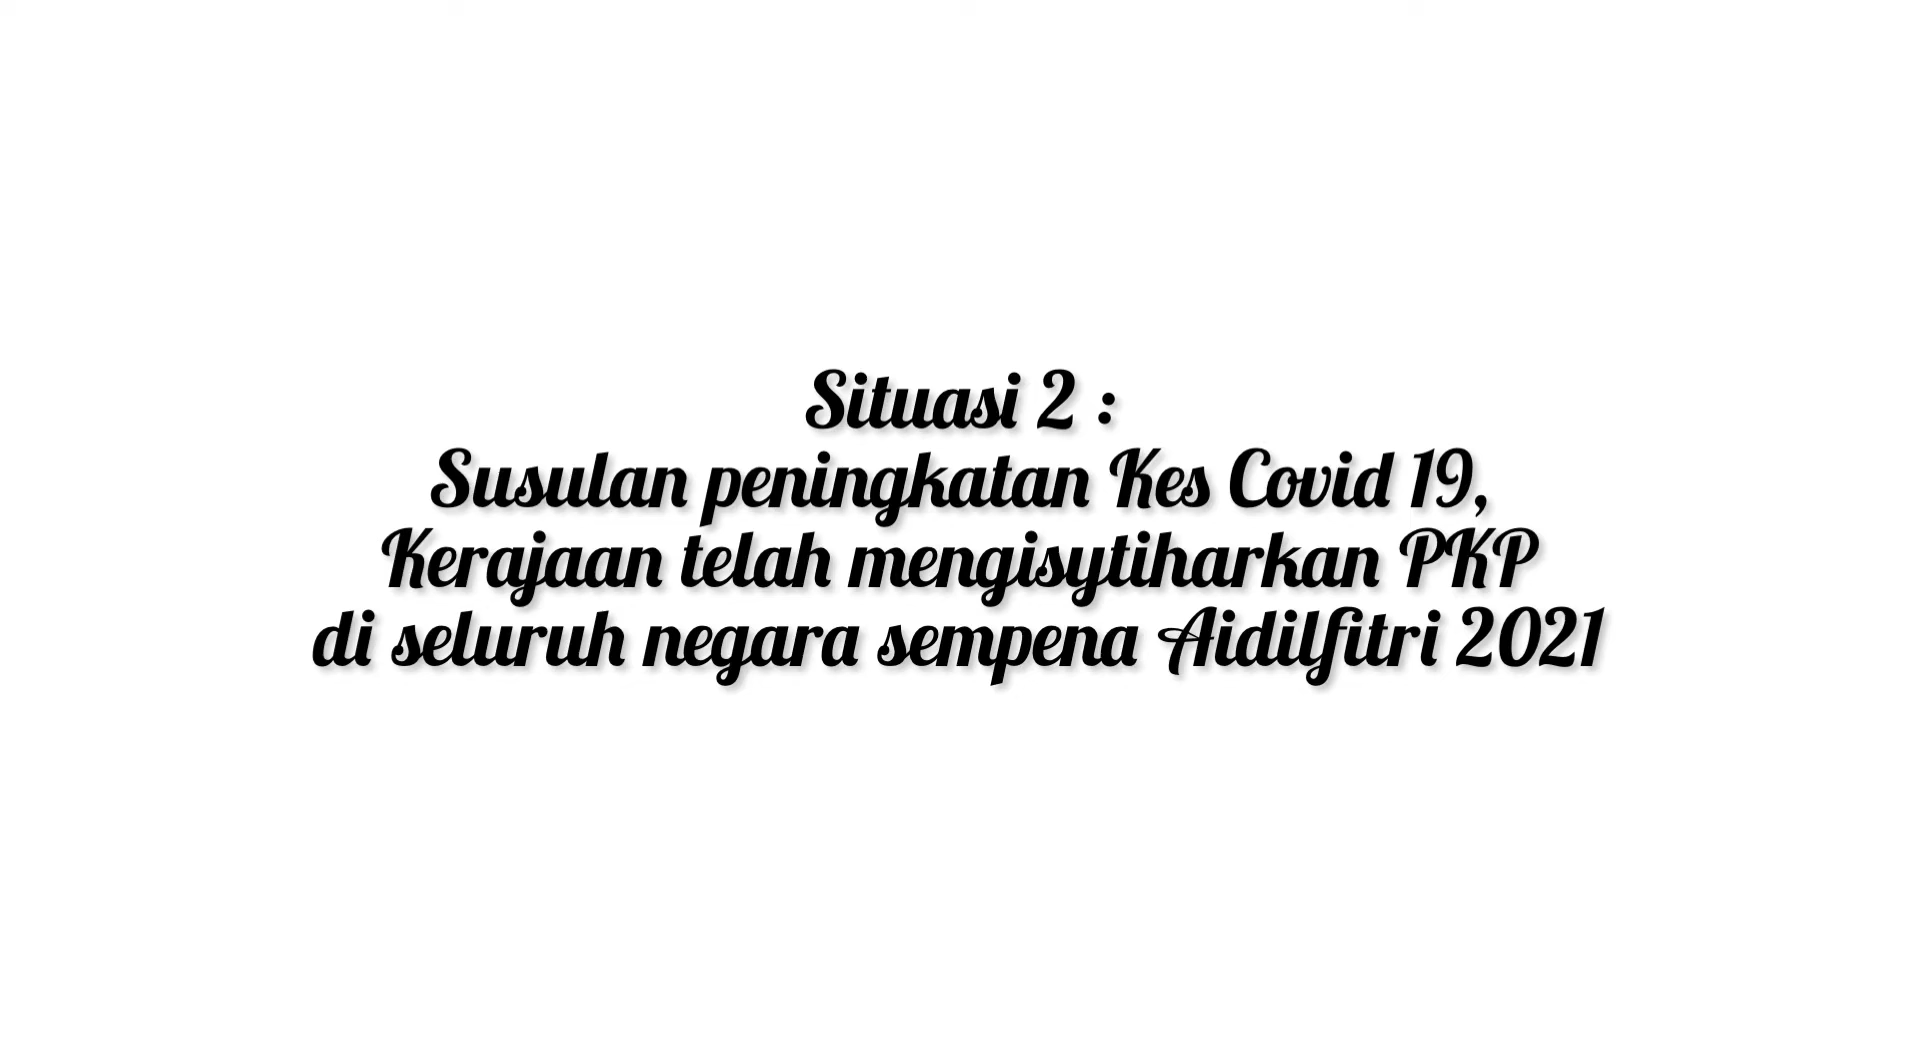 Situasi 2 :
Susulan peningkatan Kes Covid 19,
Kerajaan telah mengisytiharkan PKP
di seluruh negara sempena Aidilfitri 2021